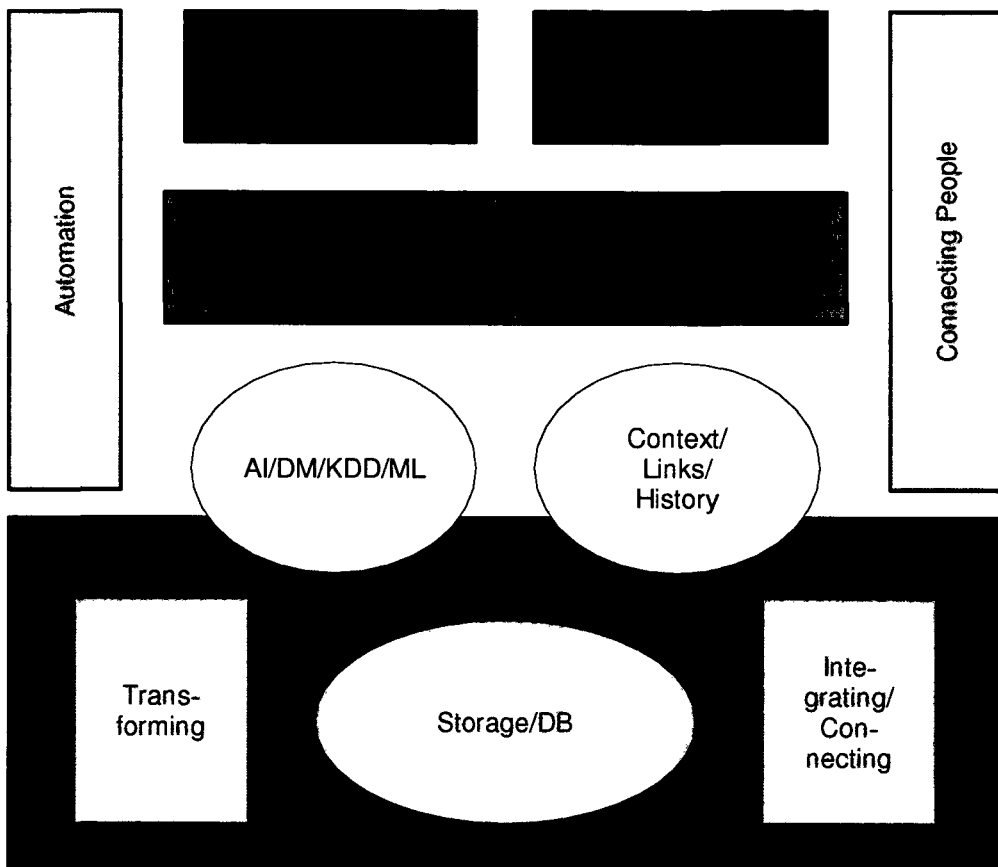 Automation
Connecting People
AI/DM/KDD/ML
Context/
Links/
History
Trans-
forming
Storage/DB
Inte-
grating/
Con-
necting